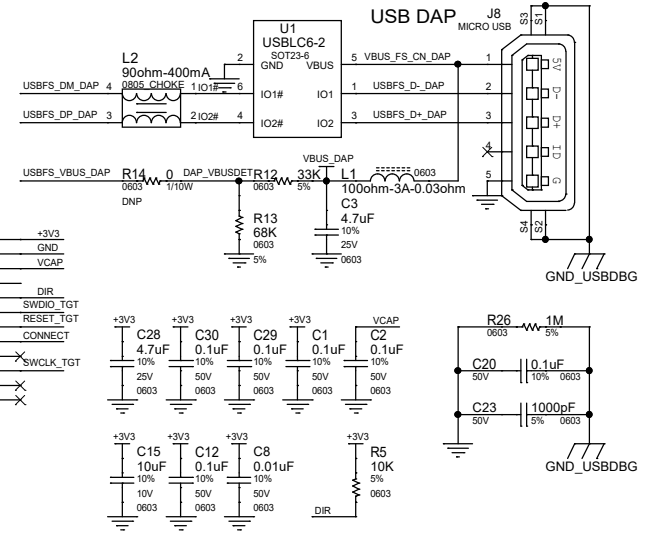 USB DAP
J8
MICRO USB
S3
S1
U1
USBLC6-2
SOT23-6
2 GND VBUS 5 VBUS_FS_CN_DAP 1 5V
L2
90ohm-400mA
0805_CHOKE
USBFS_DM_DAP 4 1 IO1# 6 IO1# IO1 1 USBFS_D-_DAP 2 D-
USBFS_DP_DAP 3 2 IO2# 4 IO2# IO2 3 USBFS_D+_DAP 3 D+
4 ID
5 G
VBUS_DAP
USBFS_VBUS_DAP R14 0 DAP_VBUSDET R12 33K L1 0603
0603 1/10W 0603 5% 100ohm-3A-0.03ohm
DNP
R13
68K
0603
5%
C3
4.7uF
10%
25V
0603
S4
S2
GND_USBDBG
+3V3
GND
VCAP
DIR
SWDIO_TGT
RESET_TGT
CONNECT
SWCLK_TGT
+3V3 +3V3 +3V3 +3V3 VCAP
C28 C30 C29 C1 C2
4.7uF 0.1uF 0.1uF 0.1uF 0.1uF
10% 10% 10% 10% 10%
25V 50V 50V 50V 50V
0603 0603 0603 0603 0603
R26 1M
0603 5%
C20 0.1uF
50V 10% 0603
C23 1000pF
50V 5% 0603
GND_USBDBG
+3V3 +3V3 +3V3 +3V3
C15 C12 C8 R5
10uF 0.1uF 0.01uF 10K
10% 10% 10% 5%
10V 50V 50V 0603
0603 0603 0603
DIR